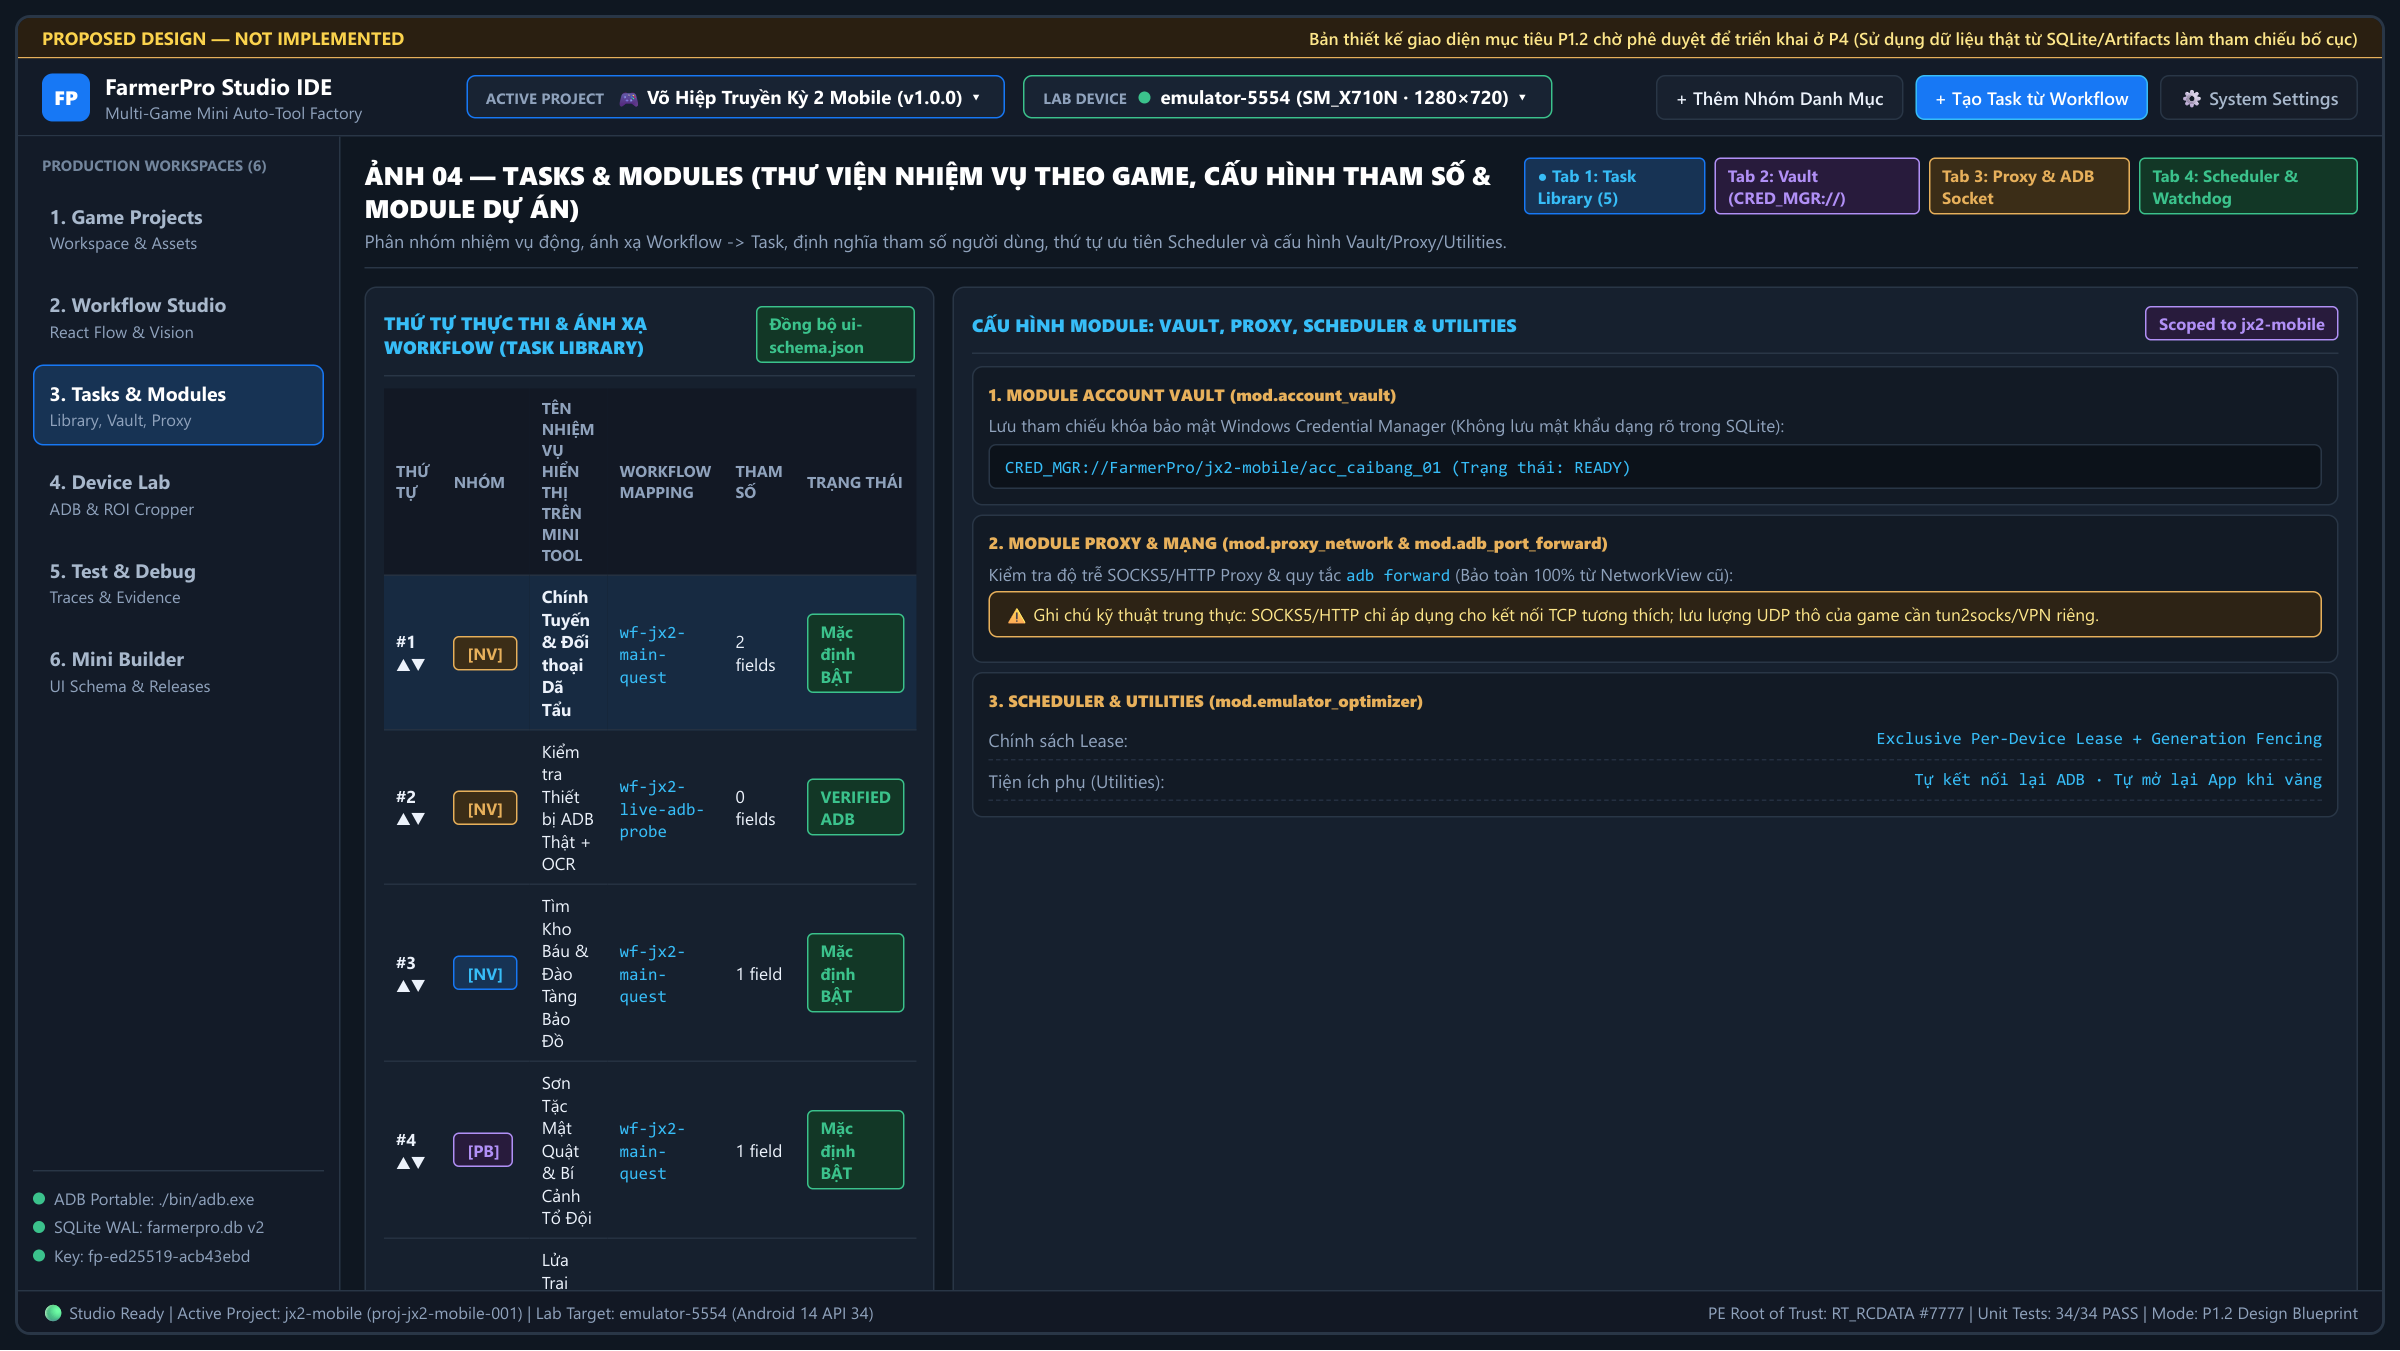 PROPOSED DESIGN — NOT IMPLEMENTED
Bản thiết kế giao diện mục tiêu P1.2 chờ phê duyệt để triển khai ở P4 (Sử dụng dữ liệu thật từ SQLite/Artifacts làm tham chiếu bố cục)
FP
FarmerPro Studio IDE
Multi-Game Mini Auto-Tool Factory
ACTIVE PROJECT 🎮 Võ Hiệp Truyền Kỳ 2 Mobile (v1.0.0) ▼
LAB DEVICE ● emulator-5554 (SM_X710N · 1280×720) ▼
+ Thêm Nhóm Danh Mục
+ Tạo Task từ Workflow
⚙ System Settings
PRODUCTION WORKSPACES (6)
1. Game Projects
Workspace & Assets
2. Workflow Studio
React Flow & Vision
3. Tasks & Modules
Library, Vault, Proxy
4. Device Lab
ADB & ROI Cropper
5. Test & Debug
Traces & Evidence
6. Mini Builder
UI Schema & Releases
ADB Portable: ./bin/adb.exe
SQLite WAL: farmerpro.db v2
Key: fp-ed25519-acb43ebd
ẢNH 04 — TASKS & MODULES (THƯ VIỆN NHIỆM VỤ THEO GAME, CẤU HÌNH THAM SỐ &
MODULE DỰ ÁN)
Phân nhóm nhiệm vụ động, ánh xạ Workflow -> Task, định nghĩa tham số người dùng, thứ tự ưu tiên Scheduler và cấu hình Vault/Proxy/Utilities.
● Tab 1: Task
Library (5)
Tab 2: Vault
(CRED_MGR://)
Tab 3: Proxy & ADB
Socket
Tab 4: Scheduler &
Watchdog
THỨ TỰ THỰC THI & ÁNH XẠ
WORKFLOW (TASK LIBRARY)
Đồng bộ ui-
schema.json
THỨ
TỰ
NHÓM
TÊN
NHIỆM
VỤ
HIỂN
THỊ
TRÊN
MINI
TOOL
WORKFLOW
MAPPING
THAM
SỐ
TRẠNG THÁI
#1
▲▼
[NV]
Chính
Tuyến
& Đối
thoại
Dã
Tẩu
wf-jx2-
main-
quest
2
fields
Mặc
định
BẬT
#2
▲▼
[NV]
Kiểm
tra
Thiết
bị ADB
Thật +
OCR
wf-jx2-
live-adb-
probe
0
fields
VERIFIED
ADB
#3
▲▼
[NV]
Tìm
Kho
Báu &
Đào
Tàng
Bảo
Đồ
wf-jx2-
main-
quest
1 field
Mặc
định
BẬT
#4
▲▼
[PB]
Sơn
Tặc
Mật
Quật
& Bí
Cảnh
Tổ Đội
wf-jx2-
main-
quest
1 field
Mặc
định
BẬT
Lửa
Trại
CẤU HÌNH MODULE: VAULT, PROXY, SCHEDULER & UTILITIES
Scoped to jx2-mobile
1. MODULE ACCOUNT VAULT (mod.account_vault)
Lưu tham chiếu khóa bảo mật Windows Credential Manager (Không lưu mật khẩu dạng rõ trong SQLite):
CRED_MGR://FarmerPro/jx2-mobile/acc_caibang_01 (Trạng thái: READY)
2. MODULE PROXY & MẠNG (mod.proxy_network & mod.adb_port_forward)
Kiểm tra độ trễ SOCKS5/HTTP Proxy & quy tắc adb forward (Bảo toàn 100% từ NetworkView cũ):
⚠ Ghi chú kỹ thuật trung thực: SOCKS5/HTTP chỉ áp dụng cho kết nối TCP tương thích; lưu lượng UDP thô của game cần tun2socks/VPN riêng.
3. SCHEDULER & UTILITIES (mod.emulator_optimizer)
Chính sách Lease:
Exclusive Per-Device Lease + Generation Fencing
Tiện ích phụ (Utilities):
Tự kết nối lại ADB · Tự mở lại App khi văng
Studio Ready | Active Project: jx2-mobile (proj-jx2-mobile-001) | Lab Target: emulator-5554 (Android 14 API 34)
PE Root of Trust: RT_RCDATA #7777 | Unit Tests: 34/34 PASS | Mode: P1.2 Design Blueprint